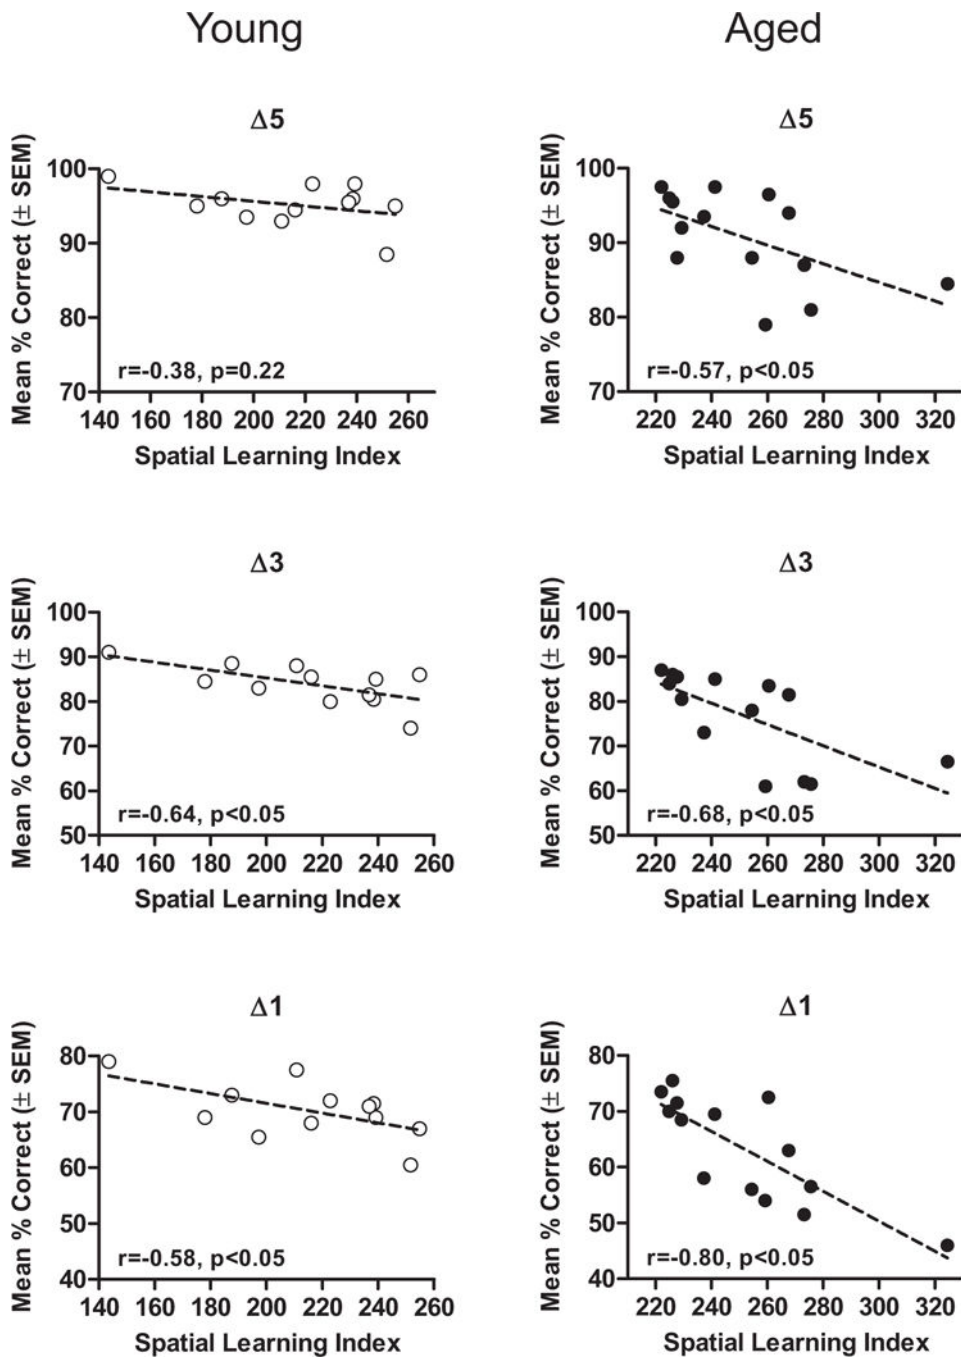 Young
Aged
Δ5
Mean % Correct (± SEM)
100
90
80
70
r=-0.38, p=0.22
140 160 180 200 220 240 260
Spatial Learning Index
Δ5
Mean % Correct (± SEM)
100
90
80
70
r=-0.57, p<0.05
220 240 260 280 300 320
Spatial Learning Index
Δ3
Mean % Correct (± SEM)
100
90
80
70
60
50
r=-0.64, p<0.05
140 160 180 200 220 240 260
Spatial Learning Index
Δ3
Mean % Correct (± SEM)
100
90
80
70
60
50
r=-0.68, p<0.05
220 240 260 280 300 320
Spatial Learning Index
Δ1
Mean % Correct (± SEM)
80
70
60
50
40
r=-0.58, p<0.05
140 160 180 200 220 240 260
Spatial Learning Index
Δ1
Mean % Correct (± SEM)
80
70
60
50
40
r=-0.80, p<0.05
220 240 260 280 300 320
Spatial Learning Index